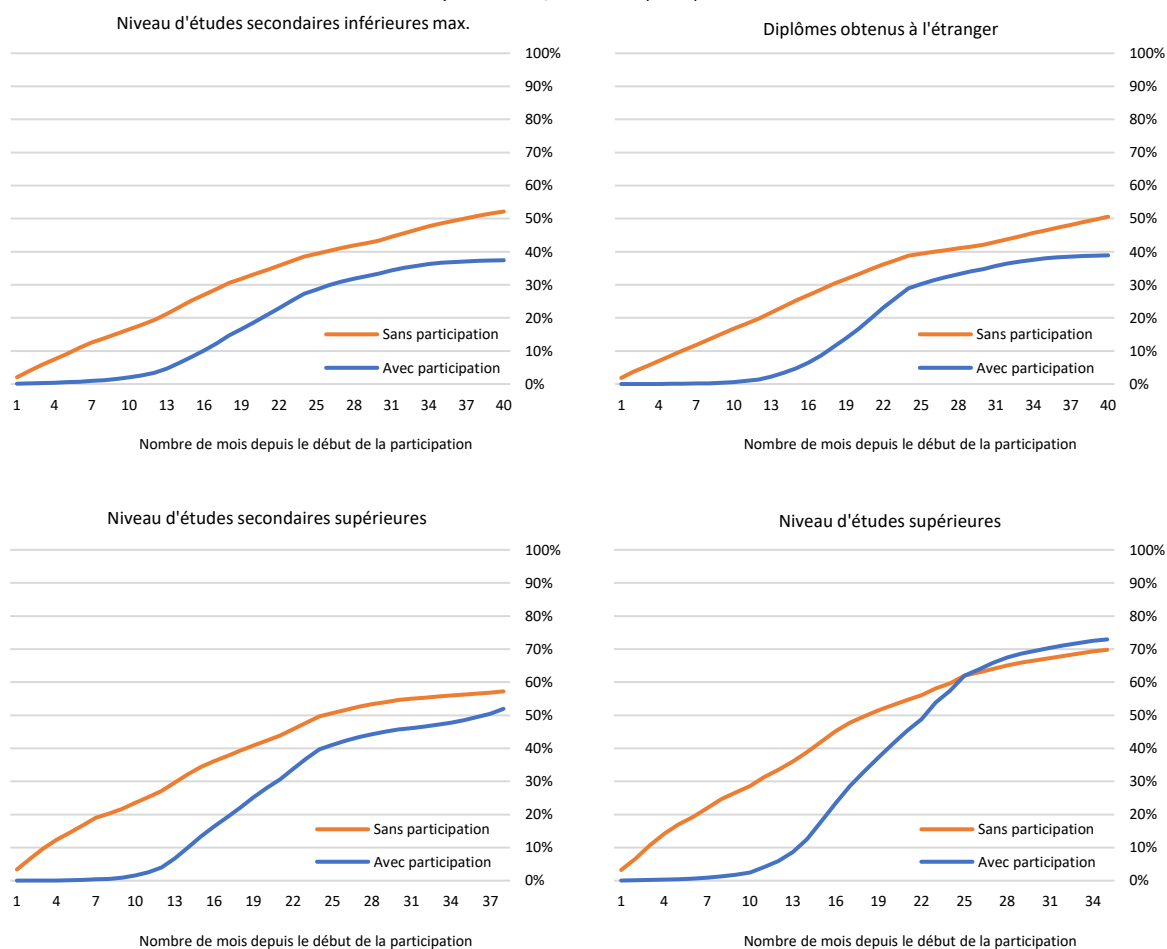 Niveau d'études secondaires inférieures max.
100%
90%
80%
70%
60%
50%
40%
30%
20%
10%
0%
Sans participation
Avec participation
1 4 7 10 13 16 19 22 25 28 31 34 37 40
Nombre de mois depuis le début de la participation
Diplômes obtenus à l'étranger
100%
90%
80%
70%
60%
50%
40%
30%
20%
10%
0%
Sans participation
Avec participation
1 4 7 10 13 16 19 22 25 28 31 34 37 40
Nombre de mois depuis le début de la participation
Niveau d'études secondaires supérieures
100%
90%
80%
70%
60%
50%
40%
30%
20%
10%
0%
Sans participation
Avec participation
1 4 7 10 13 16 19 22 25 28 31 34 37
Nombre de mois depuis le début de la participation
Niveau d'études supérieures
100%
90%
80%
70%
60%
50%
40%
30%
20%
10%
0%
Sans participation
Avec participation
1 4 7 10 13 16 19 22 25 28 31 34
Nombre de mois depuis le début de la participation